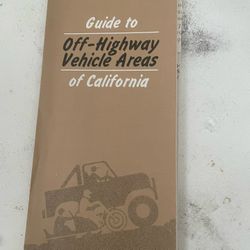 Guide to
Off-Highway
Vehicle Areas
of California